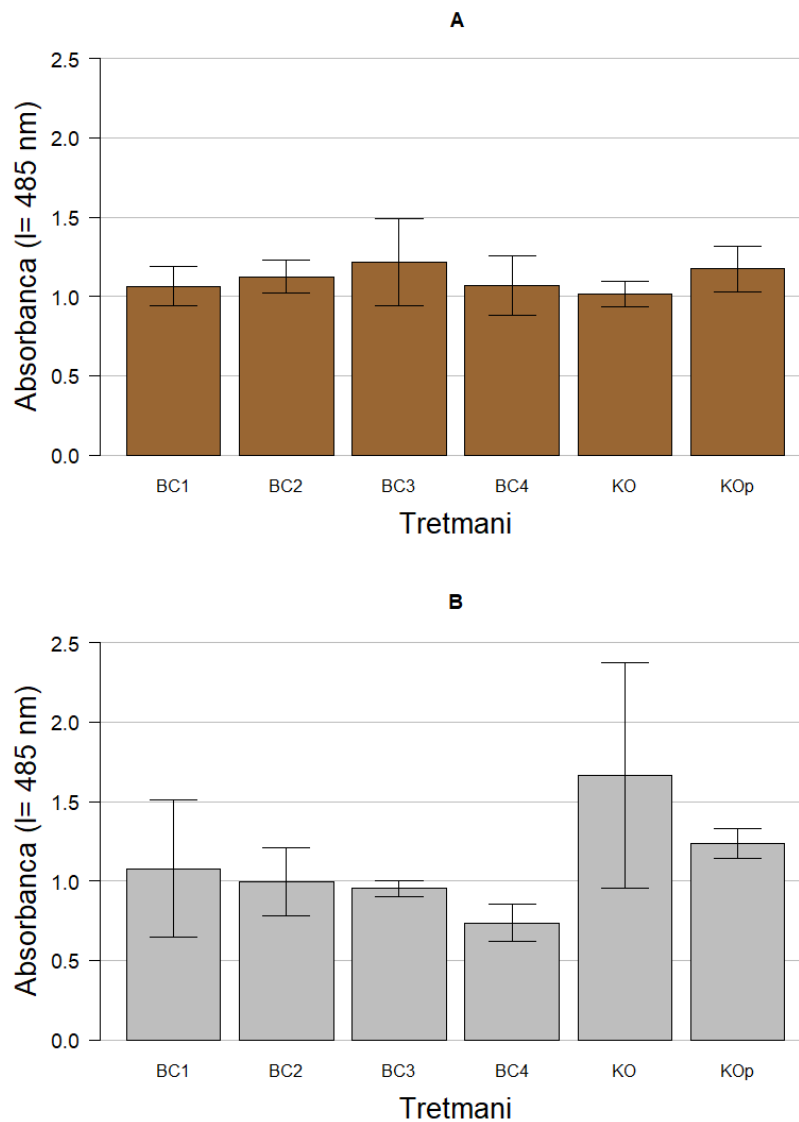 A
2.5
2.0
1.5
1.0
0.5
0.0
Absorbanca (l= 485 nm)
BC1 BC2 BC3 BC4 KO KOp
Tretmani
B
2.5
2.0
1.5
1.0
0.5
0.0
Absorbanca (l= 485 nm)
BC1 BC2 BC3 BC4 KO KOp
Tretmani